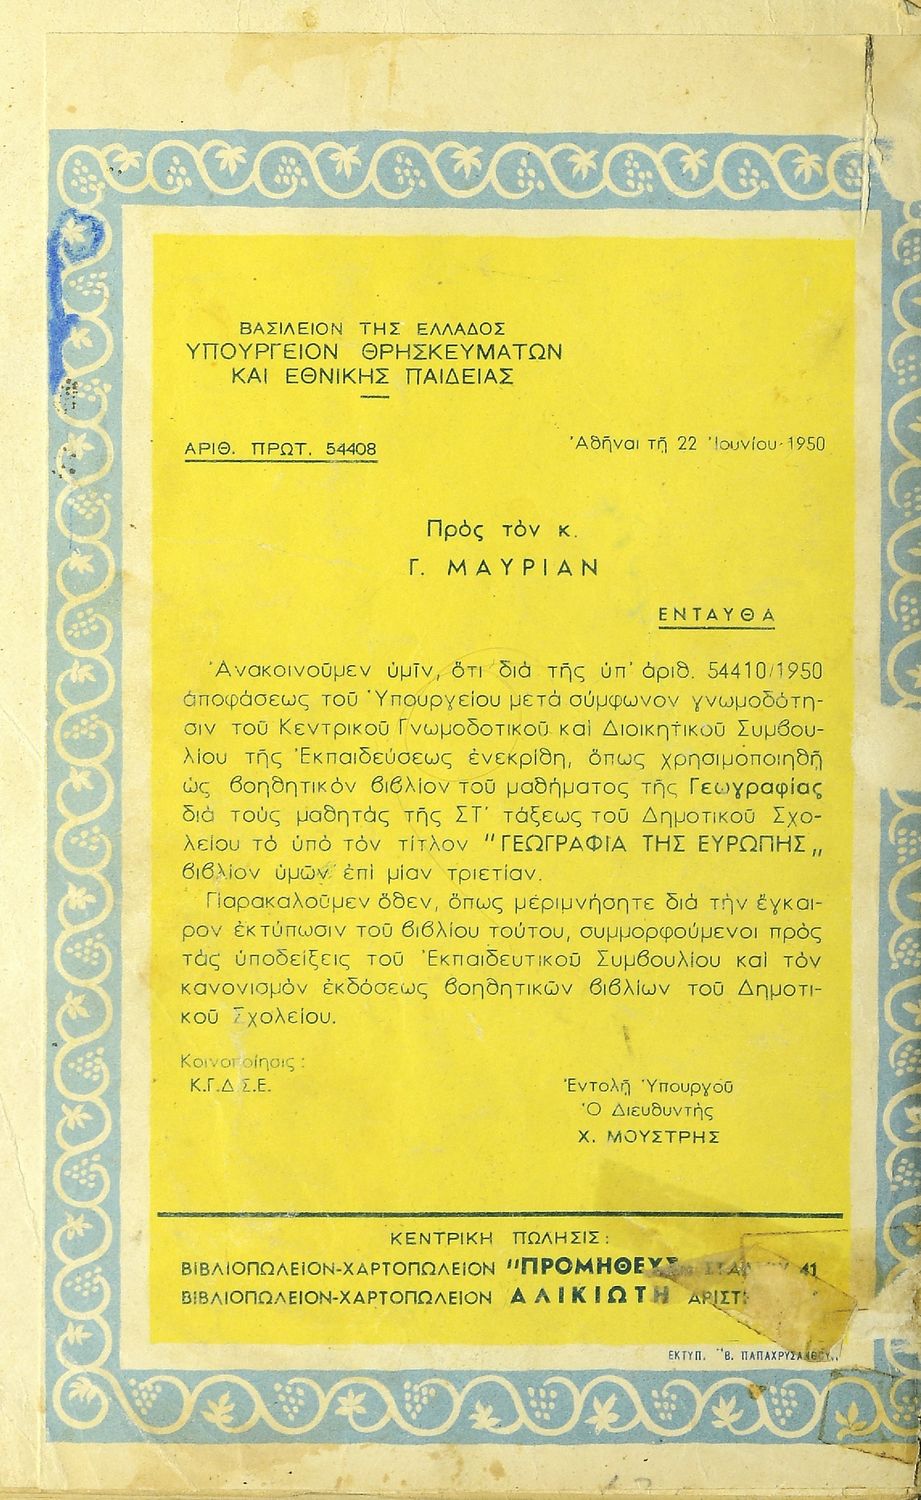 ΒΑΣΙΛΕΙΟΝ ΤΗΣ ΕΛΛΑΔΟΣ
ΥΠΟΥΡΓΕΙΟΝ ΘΡΗΣΚΕΥΜΑΤΩΝ
ΚΑΙ ΕΘΝΙΚΗΣ ΠΑΙΔΕΙΑΣ
ΑΡΙΘ. ΠΡΩΤ. 54408
Ἀθῆναι τῇ 22 Ἰουνίου 1950
Πρὸς τὸν κ.
Γ. ΜΑΥΡΙΑΝ
ΕΝΤΑΥΘΑ
Ἀνακοινοῦμεν ὑμῖν, ὅτι διὰ τῆς ὑπ' ἀριθ. 54410/1950
ἀποφάσεως τοῦ Ὑπουργείου μετὰ σύμφωνον γνωμοδότη-
σιν τοῦ Κεντρικοῦ Γνωμοδοτικοῦ καὶ Διοικητικοῦ Συμβου-
λίου τῆς Ἐκπαιδεύσεως ἐνεκρίθη, ὅπως χρησιμοποιηθῇ
ὡς βοηθητικὸν βιβλίον τοῦ μαθήματος τῆς Γεωγραφίας
διὰ τοὺς μαθητὰς τῆς ΣΤ' τάξεως τοῦ Δημοτικοῦ Σχο-
λείου τὸ ὑπὸ τὸν τίτλον "ΓΕΩΓΡΑΦΙΑ ΤΗΣ ΕΥΡΩΠΗΣ„
βιβλίον ὑμῶν ἐπὶ μίαν τριετίαν.
Παρακαλοῦμεν ὅθεν, ὅπως μεριμνήσητε διὰ τὴν ἔγκαι-
ρον ἐκτύπωσιν τοῦ βιβλίου τούτου, συμμορφούμενοι πρὸς
τὰς ὑποδείξεις τοῦ Ἐκπαιδευτικοῦ Συμβουλίου καὶ τὸν
κανονισμὸν ἐκδόσεως βοηθητικῶν βιβλίων τοῦ Δημοτι-
κοῦ Σχολείου.
Κοινοποίησις:
Κ.Γ.Δ.Σ.Ε.
Ἐντολῇ Ὑπουργοῦ
Ὁ Διευθυντὴς
Χ. ΜΟΥΣΤΡΗΣ
ΚΕΝΤΡΙΚΗ ΠΩΛΗΣΙΣ:
ΒΙΒΛΙΟΠΩΛΕΙΟΝ-ΧΑΡΤΟΠΩΛΕΙΟΝ "ΠΡΟΜΗΘΕΥΣ 41
ΒΙΒΛΙΟΠΩΛΕΙΟΝ-ΧΑΡΤΟΠΩΛΕΙΟΝ ΑΛΙΚΙΩΤΗ
ΕΚΤΥΠ. "Β. ΠΑΠΑΧΡΥΣΑΝΘΟΥ„